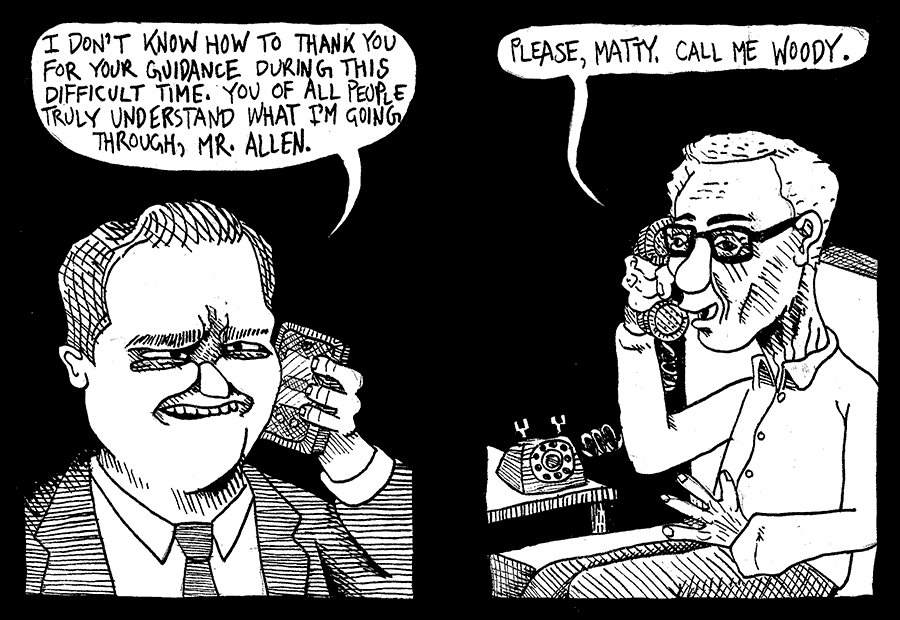 I DON'T KNOW HOW TO THANK YOU
FOR YOUR GUIDANCE DURING THIS
DIFFICULT TIME. YOU OF ALL PEOPLE
TRULY UNDERSTAND WHAT I'M GOING
THROUGH, MR. ALLEN.
PLEASE, MATTY. CALL ME WOODY.